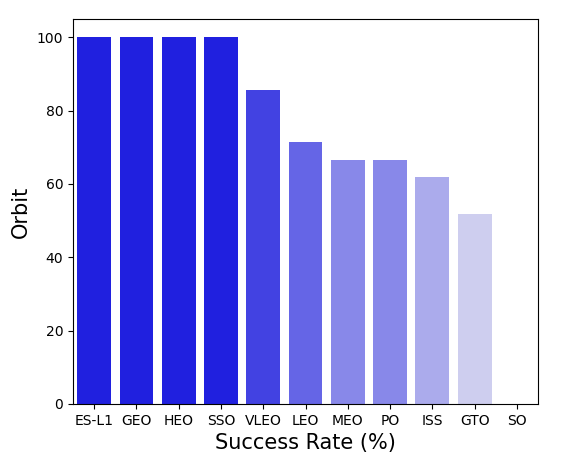 100
80
60
40
20
0
Orbit
ES-L1 GEO HEO SSO VLEO LEO MEO PO ISS GTO SO
Success Rate (%)